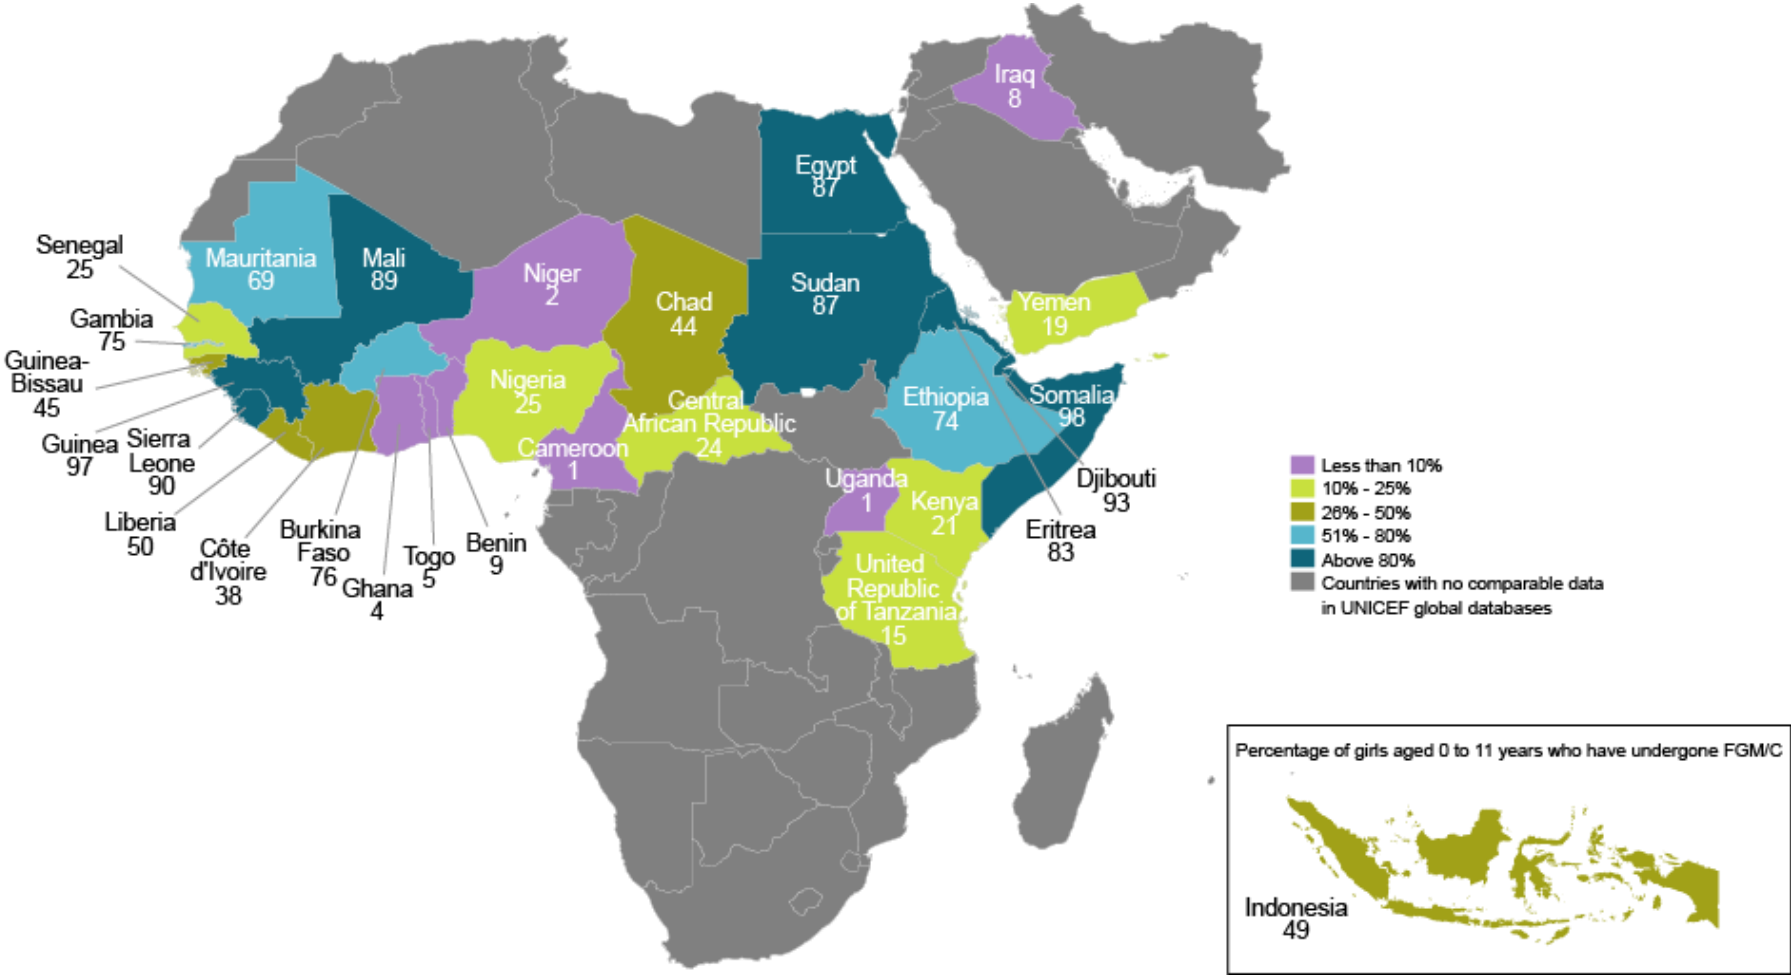 Iraq
8
Egypt
87
Senegal
25
Mauritania
69
Mali
89
Niger
2
Chad
44
Sudan
87
Yemen
19
Gambia
75
Guinea-
Bissau
45
Nigeria
25
Central
African Republic
24
Ethiopia
74
Somalia
98
Guinea
97
Sierra
Leone
90
Cameroon
1
Uganda
1
Kenya
21
Djibouti
93
Liberia
50
Côte
d'Ivoire
38
Burkina
Faso
76
Ghana
4
Togo
5
Benin
9
Eritrea
83
United
Republic
of Tanzania
15
Less than 10%
10% - 25%
26% - 50%
51% - 80%
Above 80%
Countries with no comparable data
in UNICEF global databases
Percentage of girls aged 0 to 11 years who have undergone FGM/C
Indonesia
49